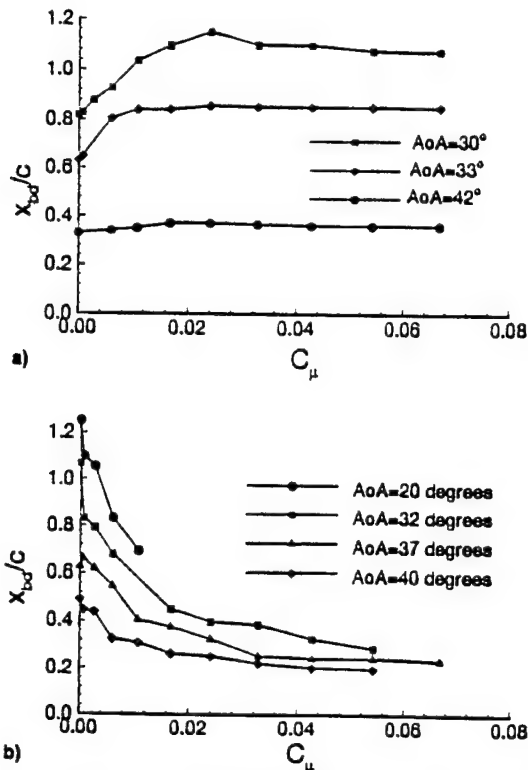 1.2
1.0
0.8
0.6
0.4
0.2
0.0
X_bd/C
AoA=30°
AoA=33°
AoA=42°
0.00
0.02
0.04
0.06
0.08
C_μ
a)
1.2
1.0
0.8
0.6
0.4
0.2
0.0
X_bd/C
AoA=20 degrees
AoA=32 degrees
AoA=37 degrees
AoA=40 degrees
0.00
0.02
0.04
0.06
0.08
C_μ
b)